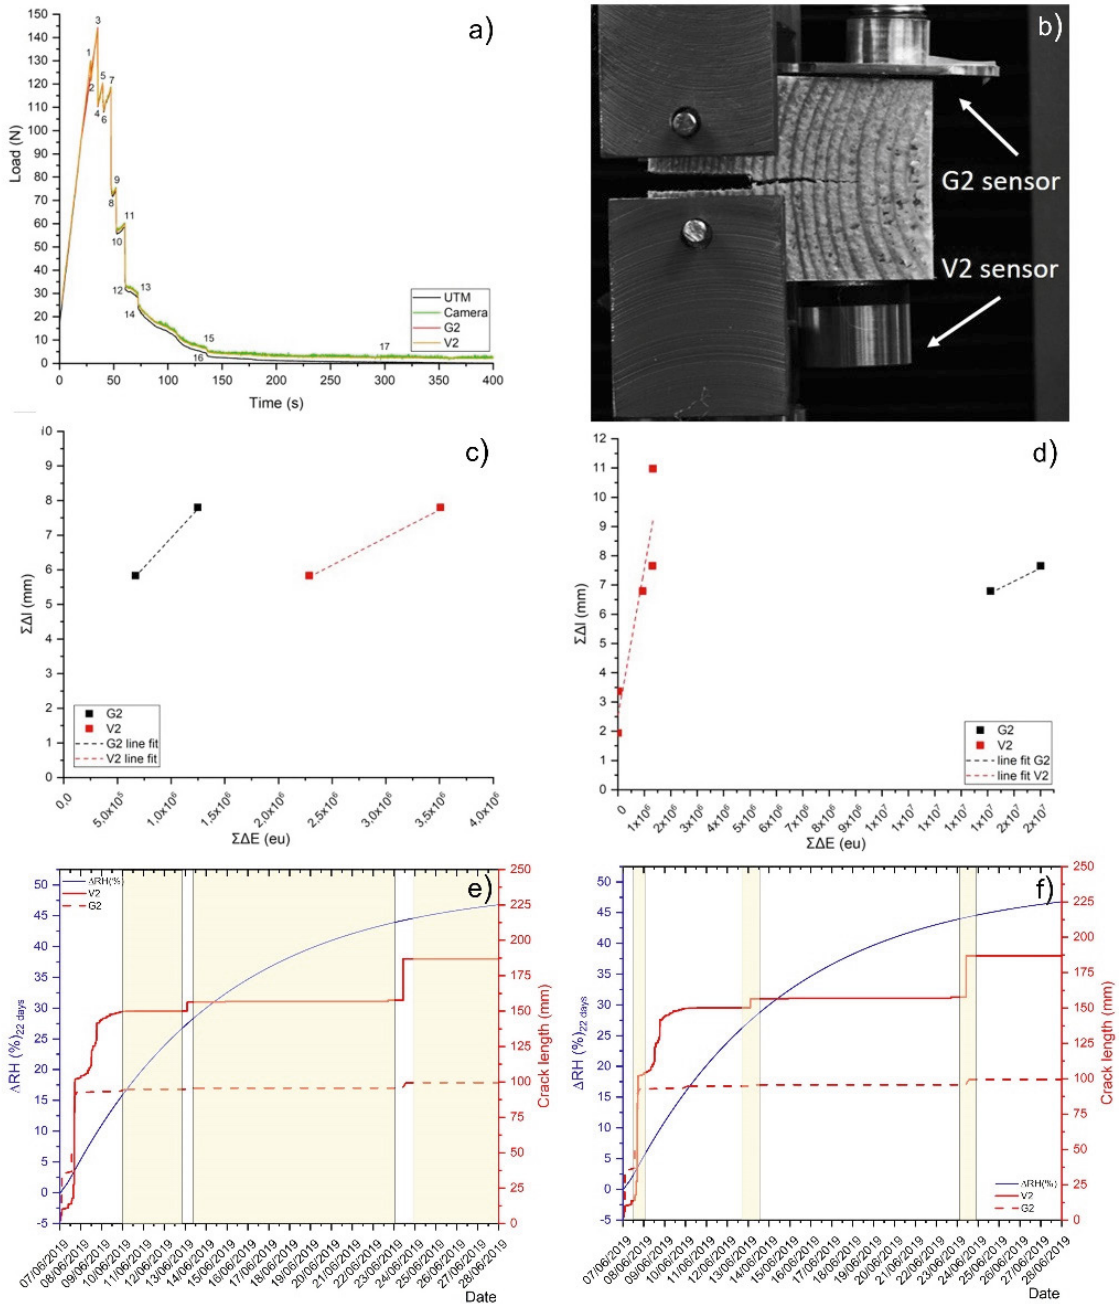 a)
Load (N)
150
140
130
120
110
100
90
80
70
60
50
40
30
20
10
0
1
2
3
4
5
6
7
8
9
10
11
12
13
14
15
16
17
UTM
Camera
G2
V2
0 50 100 150 200 250 300 350 400
Time (s)
b)
G2 sensor
V2 sensor
c)
ΣΔl (mm)
9
8
7
6
5
4
3
2
1
0
G2
V2
G2 line fit
V2 line fit
0,0 5,0x10⁵ 1,0x10⁶ 1,5x10⁶ 2,0x10⁶ 2,5x10⁶ 3,0x10⁶ 3,5x10⁶ 4,0x10⁶
ΣΔE (eu)
d)
ΣΔl (mm)
12
11
10
9
8
7
6
5
4
3
2
1
0
G2
V2
line fit G2
line fit V2
0 1x10⁶ 2x10⁶ 3x10⁶ 4x10⁶ 5x10⁶ 6x10⁶ 7x10⁶ 8x10⁶ 9x10⁶ 1x10⁷ 1x10⁷ 1x10⁷ 1x10⁷ 1x10⁷ 2x10⁷ 2x10⁷
ΣΔE (eu)
e)
ΔRH(%)
V2
G2
ΔRH (%)22 days
50
45
40
35
30
25
20
15
10
5
0
-5
Crack length (mm)
250
225
200
175
150
125
100
75
50
25
0
07/06/2019 08/06/2019 09/06/2019 10/06/2019 11/06/2019 12/06/2019 13/06/2019 14/06/2019 15/06/2019 16/06/2019 17/06/2019 18/06/2019 19/06/2019 20/06/2019 21/06/2019 22/06/2019 23/06/2019 24/06/2019 25/06/2019 26/06/2019 27/06/2019 28/06/2019
Date
f)
ΔRH (%)22 days
50
45
40
35
30
25
20
15
10
5
0
-5
Crack length (mm)
250
225
200
175
150
125
100
75
50
25
0
ΔRH(%)
V2
G2
07/06/2019 08/06/2019 09/06/2019 10/06/2019 11/06/2019 12/06/2019 13/06/2019 14/06/2019 15/06/2019 16/06/2019 17/06/2019 18/06/2019 19/06/2019 20/06/2019 21/06/2019 22/06/2019 23/06/2019 24/06/2019 25/06/2019 26/06/2019 27/06/2019 28/06/2019
Date